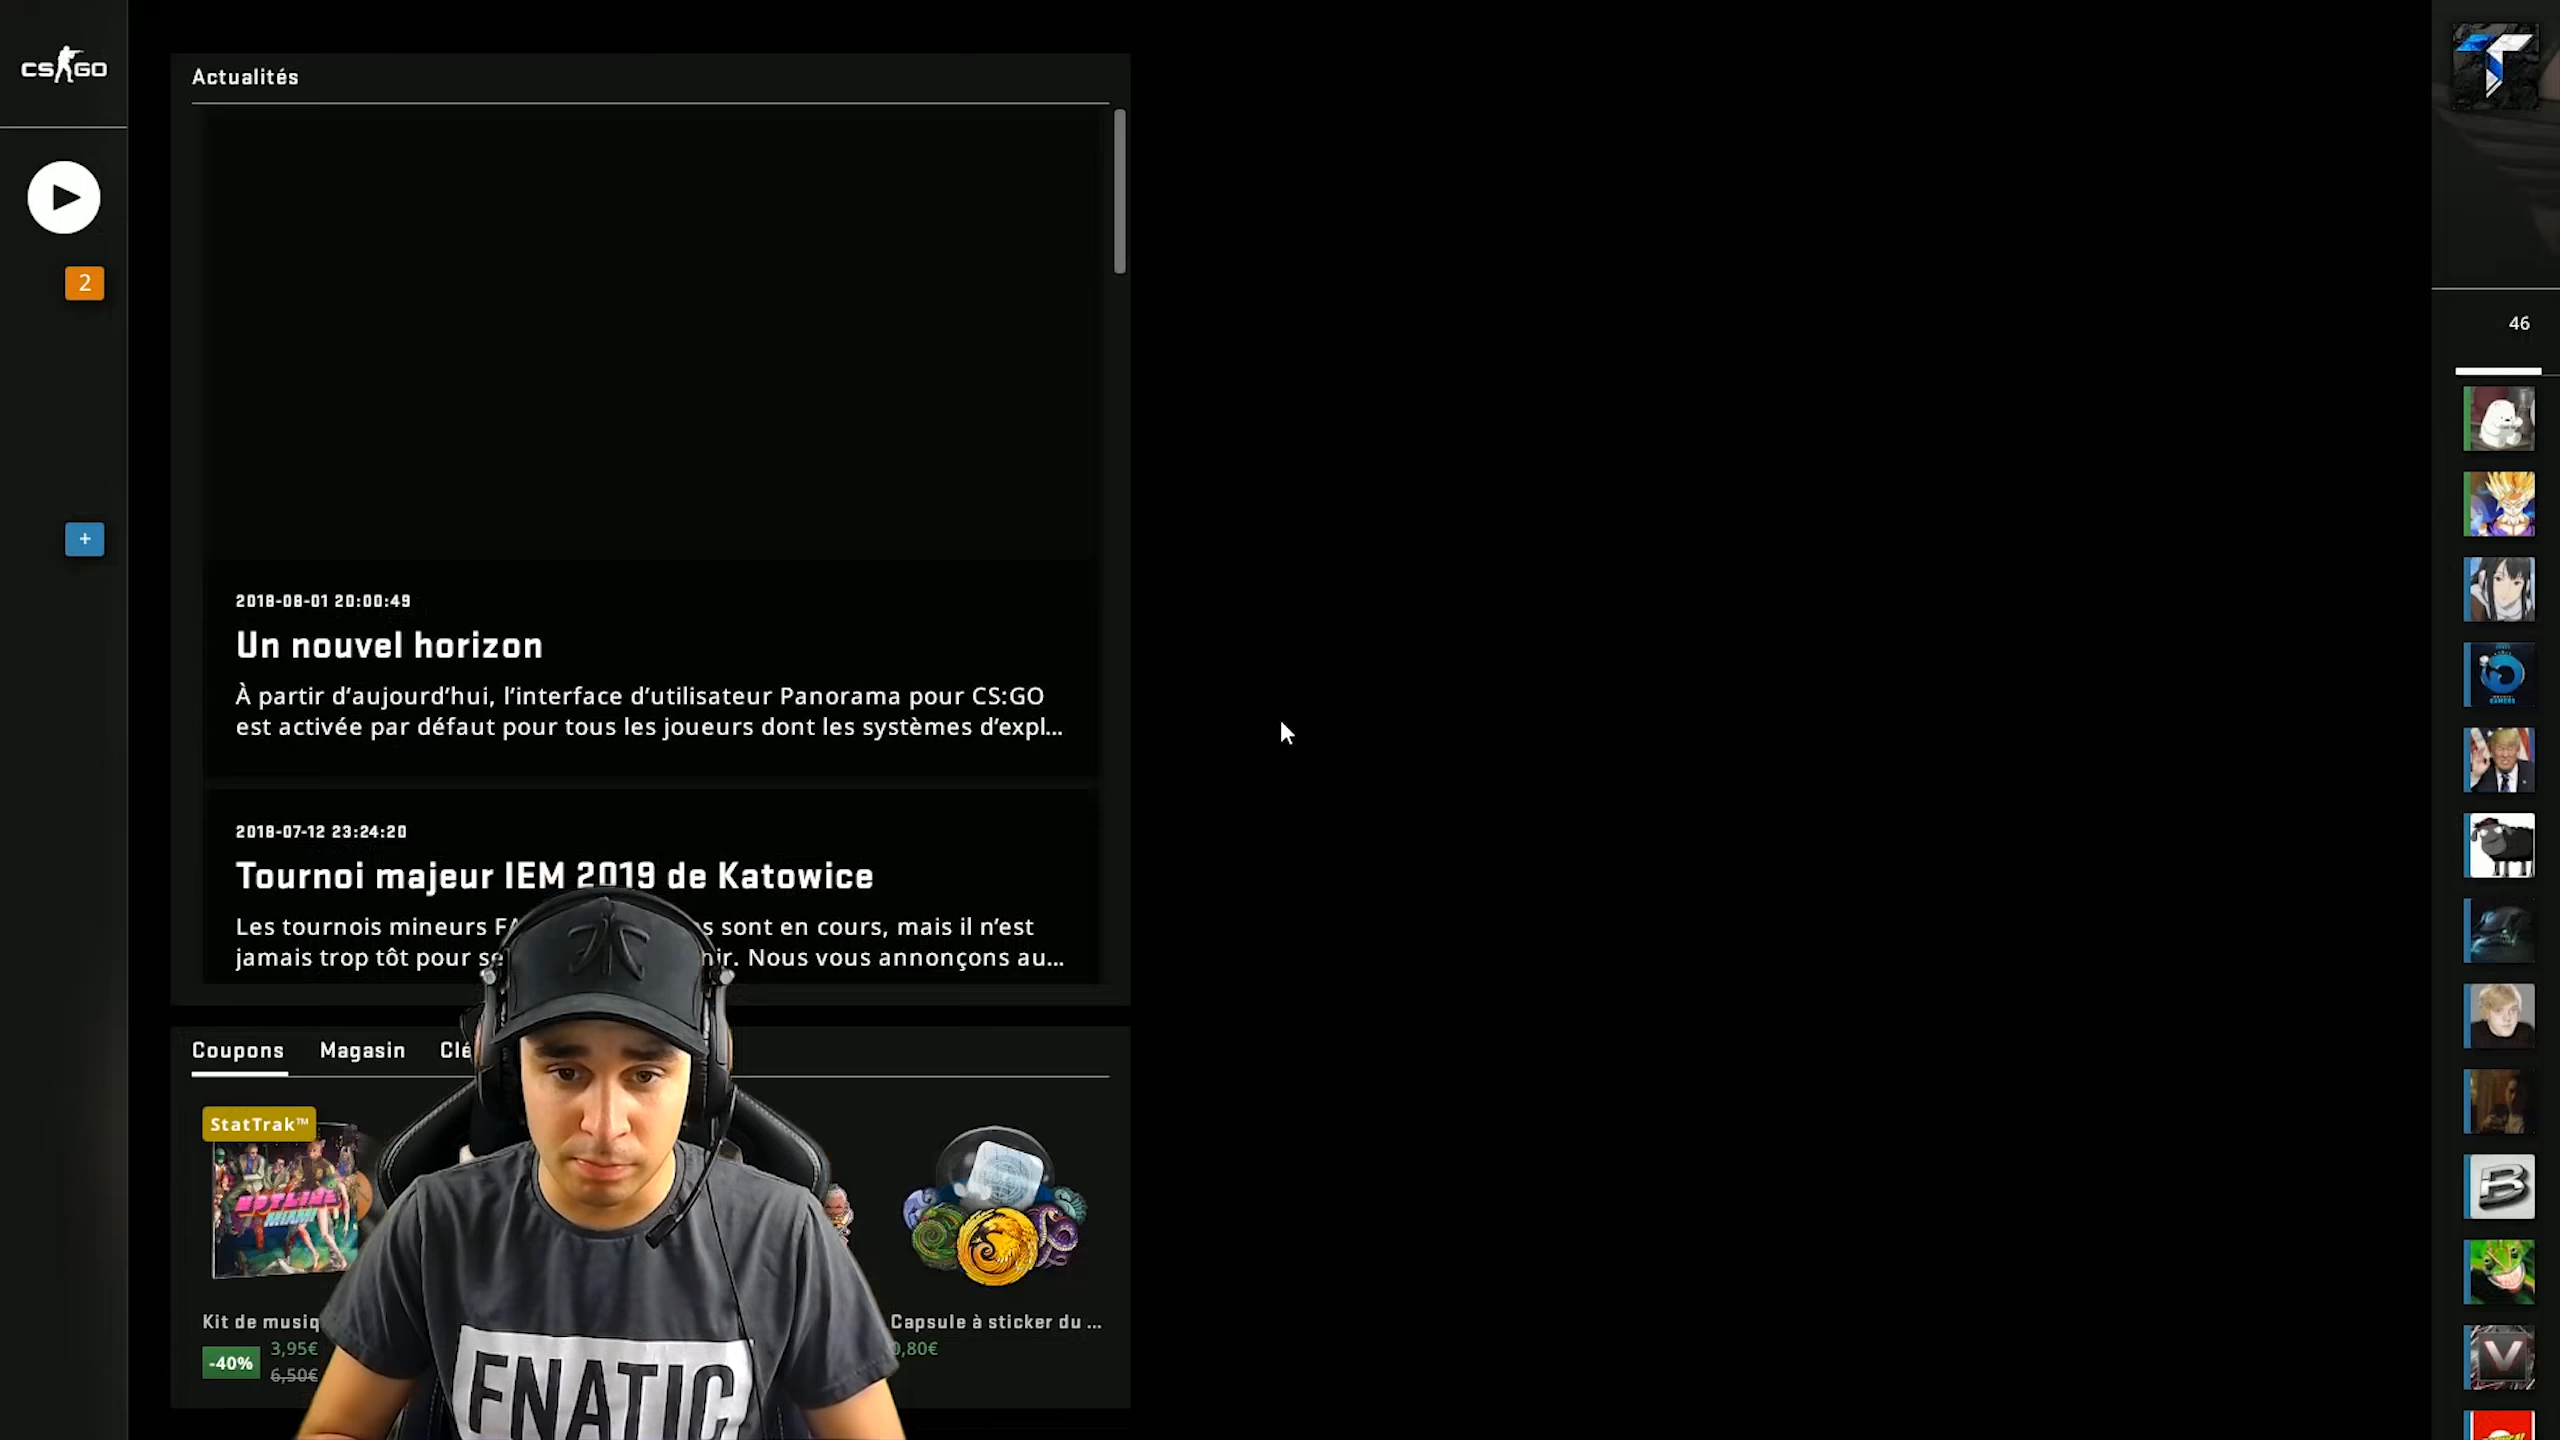 CS GO
Actualités
2
46
+
2018-08-01 20:00:49
Un nouvel horizon
À partir d'aujourd'hui, l'interface d'utilisateur Panorama pour CS:GO
est activée par défaut pour tous les joueurs dont les systèmes d'expl...
2018-07-12 23:24:20
Tournoi majeur IEM 2019 de Katowice
Les tournois mineurs sont en cours, mais il n'est
jamais trop tôt pour Nous vous annonçons au...
Coupons Magasin
StatTrak™
HOTLINE
MIAMI
Kit de
-40%
3,95€
6,50€
Capsule à sticker du ...
0,80€
FNATIC